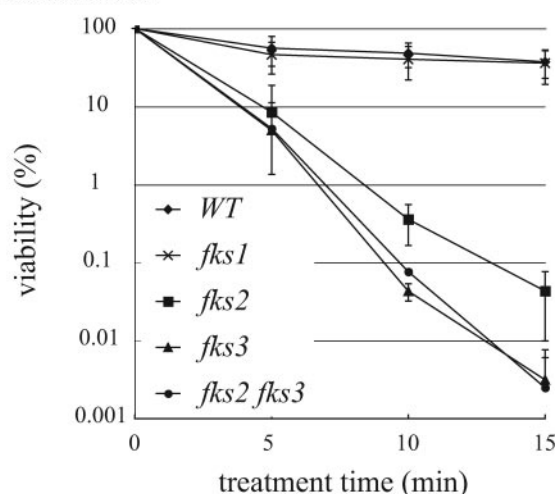 100
10
1
0.1
0.01
0.001
viability (%)
WT
fks1
fks2
fks3
fks2 fks3
0 5 10 15
treatment time (min)